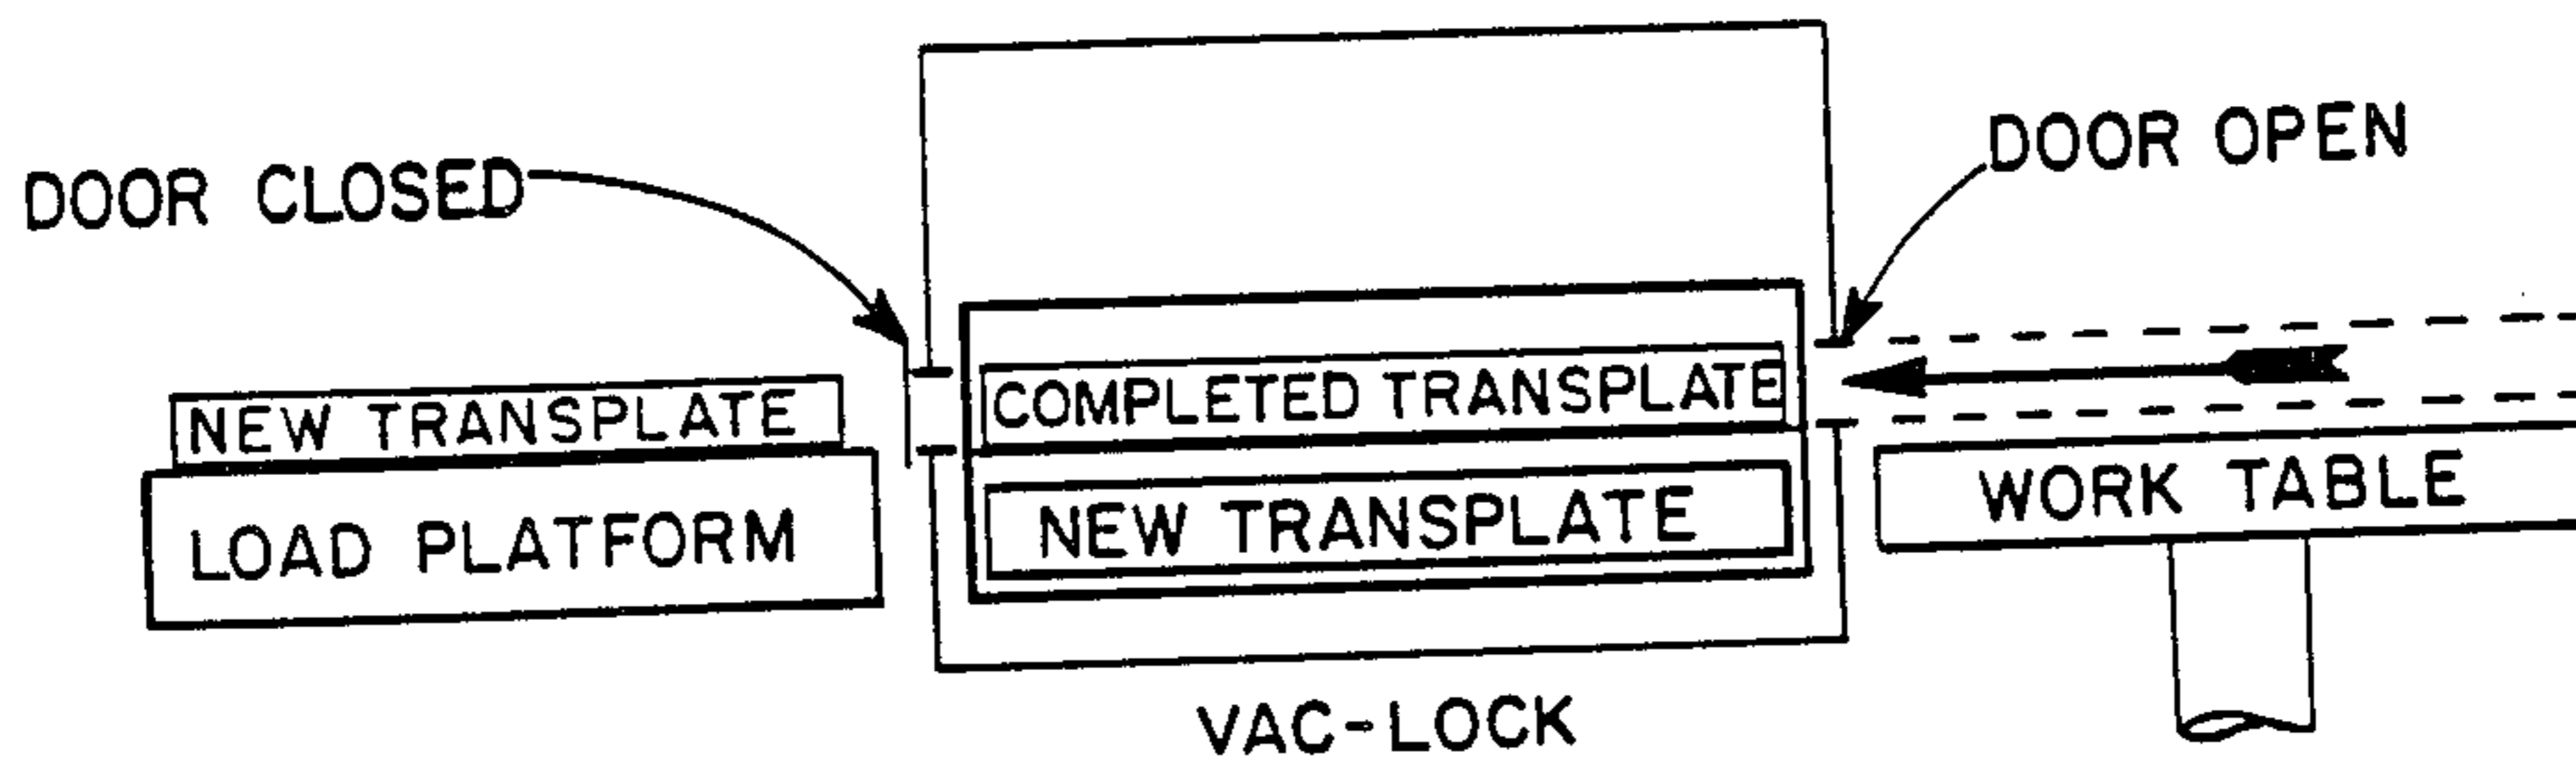 DOOR CLOSED
DOOR OPEN
NEW TRANSPLATE
LOAD PLATFORM
COMPLETED TRANSPLATE
NEW TRANSPLATE
WORK TABLE
VAC-LOCK